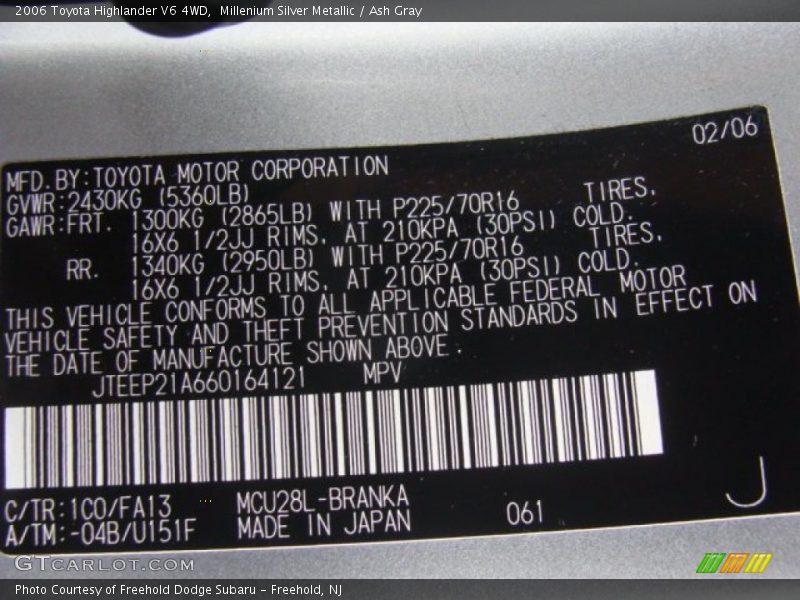 2006 Toyota Highlander V6 4WD,  Millenium Silver Metallic / Ash Gray
02/06
MFD.BY:TOYOTA MOTOR CORPORATION
GVWR:2430KG (5360LB)
GAWR:FRT. 1300KG (2865LB) WITH P225/70R16 TIRES.
16X6 1/2JJ RIMS. AT 210KPA (30PSI) COLD.
RR. 1340KG (2950LB) WITH P225/70R16 TIRES.
16X6 1/2JJ RIMS. AT 210KPA (30PSI) COLD.
THIS VEHICLE CONFORMS TO ALL APPLICABLE FEDERAL MOTOR
VEHICLE SAFETY AND THEFT PREVENTION STANDARDS IN EFFECT ON
THE DATE OF MANUFACTURE SHOWN ABOVE.
JTEEP21A660164121 MPV
C/TR:1C0/FA13 MCU28L-BRANKA
A/TM:-04B/U151F MADE IN JAPAN 061 J
GTCARLOT.COM
Photo Courtesy of Freehold Dodge Subaru - Freehold, NJ